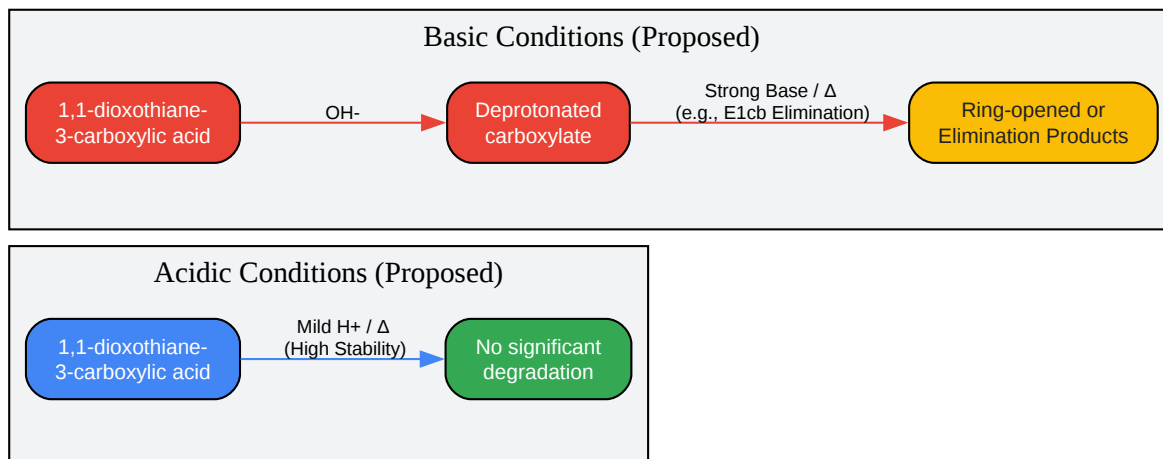 Basic Conditions (Proposed)
1,1-dioxothiane-
3-carboxylic acid
OH-
Deprotonated
carboxylate
Strong Base / Δ
(e.g., E1cb Elimination)
Ring-opened or
Elimination Products
Acidic Conditions (Proposed)
1,1-dioxothiane-
3-carboxylic acid
Mild H+ / Δ
(High Stability)
No significant
degradation